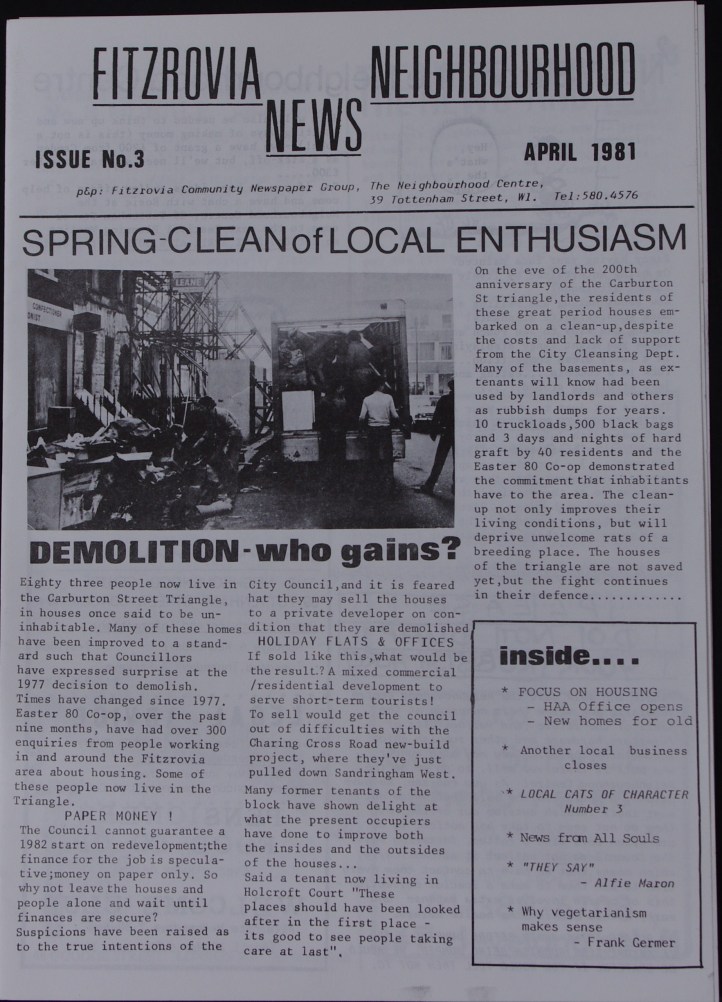 FITZROVIA NEIGHBOURHOOD
NEWS
ISSUE No.3
APRIL 1981
p&p: Fitzrovia Community Newspaper Group, The Neighbourhood Centre,
39 Tottenham Street, W1. Tel:580.4576
SPRING-CLEAN of LOCAL ENTHUSIASM
On the eve of the 200th
anniversary of the Carburton
St triangle,the residents of
these great period houses em-
barked on a clean-up,despite
the costs and lack of support
from the City Cleansing Dept.
Many of the basements, as ex-
tenants will know had been
used by landlords and others
as rubbish dumps for years.
10 truckloads,500 black bags
and 3 days and nights of hard
graft by 40 residents and the
Easter 80 Co-op demonstrated
the commitment that inhabitants
have to the area. The clean-
up not only improves their
living conditions, but will
deprive unwelcome rats of a
breeding place. The houses
of the triangle are not saved
yet,but the fight continues
in their defence.............
DEMOLITION - who gains?
Eighty three people now live in
the Carburton Street Triangle,
in houses once said to be un-
inhabitable. Many of these homes
have been improved to a stand-
ard such that Councillors
have expressed surprise at the
1977 decision to demolish.
Times have changed since 1977.
Easter 80 Co-op, over the past
nine months, have had over 300
enquiries from people working
in and around the Fitzrovia
area about housing. Some of
these people now live in the
Triangle.
PAPER MONEY !
The Council cannot guarantee a
1982 start on redevelopment;the
finance for the job is specula-
tive;money on paper only. So
why not leave the houses and
people alone and wait until
finances are secure?
Suspicions have been raised as
to the true intentions of the
City Council,and it is feared
hat they may sell the houses
to a private developer on con-
dition that they are demolished
HOLIDAY FLATS & OFFICES
If sold like this,what would be
the result.? A mixed commercial
/residential development to
serve short-term tourists!
To sell would get the council
out of difficulties with the
Charing Cross Road new-build
project, where they've just
pulled down Sandringham West.
Many former tenants of the
block have shown delight at
what the present occupiers
have done to improve both
the insides and the outsides
of the houses...
Said a tenant now living in
Holcroft Court "These
places should have been looked
after in the first place -
its good to see people taking
care at last".
inside....
* FOCUS ON HOUSING
- HAA Office opens
- New homes for old
* Another local business
closes
* LOCAL CATS OF CHARACTER
Number 3
* News from All Souls
* "THEY SAY"
- Alfie Maron
* Why vegetarianism
makes sense
- Frank Germer